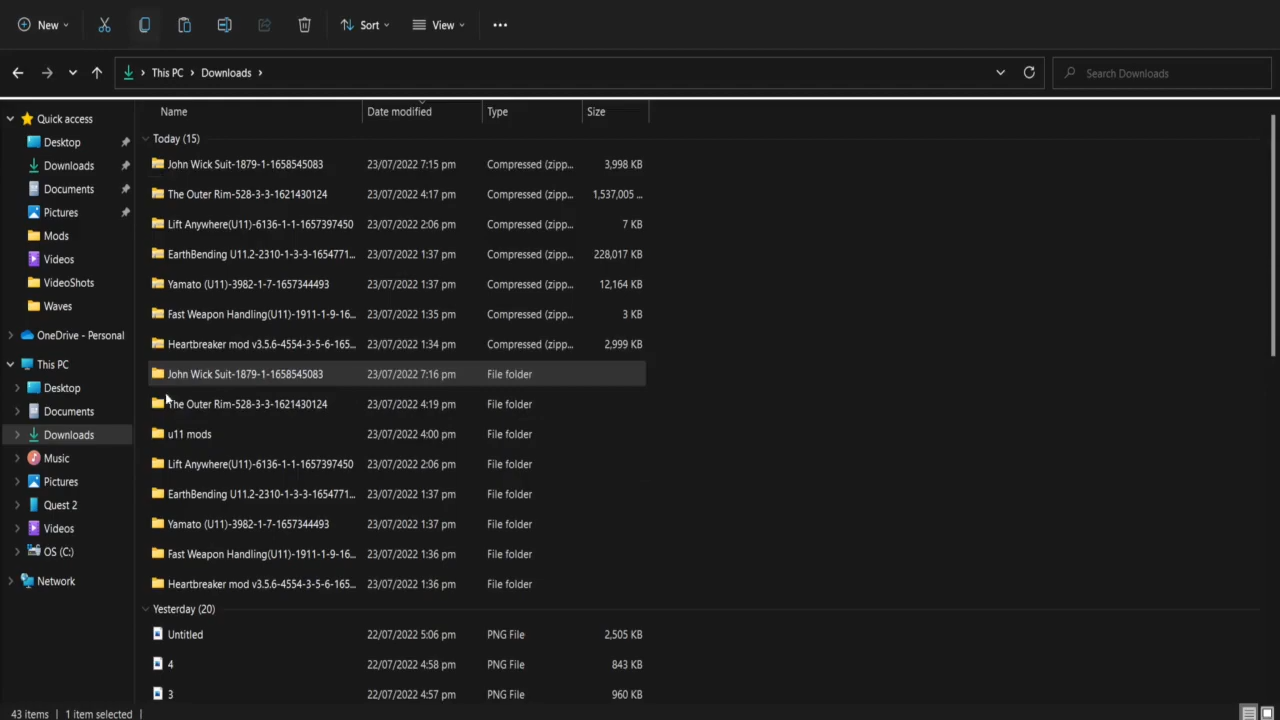 New
Sort
View
This PC > Downloads >
Search Downloads
Name Date modified Type Size
Quick access
Desktop
Downloads
Documents
Pictures
Mods
Videos
VideoShots
Waves
OneDrive - Personal
This PC
Desktop
Documents
Downloads
Music
Pictures
Quest 2
Videos
OS (C:)
Network
Today (15)
John Wick Suit-1879-1-1658545083 23/07/2022 7:15 pm Compressed (zipp... 3,998 KB
The Outer Rim-528-3-3-1621430124 23/07/2022 4:17 pm Compressed (zipp... 1,537,005 ...
Lift Anywhere(U11)-6136-1-1-1657397450 23/07/2022 2:06 pm Compressed (zipp... 7 KB
EarthBending U11.2-2310-1-3-3-1654771... 23/07/2022 1:37 pm Compressed (zipp... 228,017 KB
Yamato (U11)-3982-1-7-1657344493 23/07/2022 1:37 pm Compressed (zipp... 12,164 KB
Fast Weapon Handling(U11)-1911-1-9-16... 23/07/2022 1:35 pm Compressed (zipp... 3 KB
Heartbreaker mod v3.5.6-4554-3-5-6-165... 23/07/2022 1:34 pm Compressed (zipp... 2,999 KB
John Wick Suit-1879-1-1658545083 23/07/2022 7:16 pm File folder
The Outer Rim-528-3-3-1621430124 23/07/2022 4:19 pm File folder
u11 mods 23/07/2022 4:00 pm File folder
Lift Anywhere(U11)-6136-1-1-1657397450 23/07/2022 2:06 pm File folder
EarthBending U11.2-2310-1-3-3-1654771... 23/07/2022 1:37 pm File folder
Yamato (U11)-3982-1-7-1657344493 23/07/2022 1:37 pm File folder
Fast Weapon Handling(U11)-1911-1-9-16... 23/07/2022 1:36 pm File folder
Heartbreaker mod v3.5.6-4554-3-5-6-165... 23/07/2022 1:36 pm File folder
Yesterday (20)
Untitled 22/07/2022 5:06 pm PNG File 2,505 KB
4 22/07/2022 4:58 pm PNG File 843 KB
3 22/07/2022 4:57 pm PNG File 960 KB
43 items | 1 item selected |